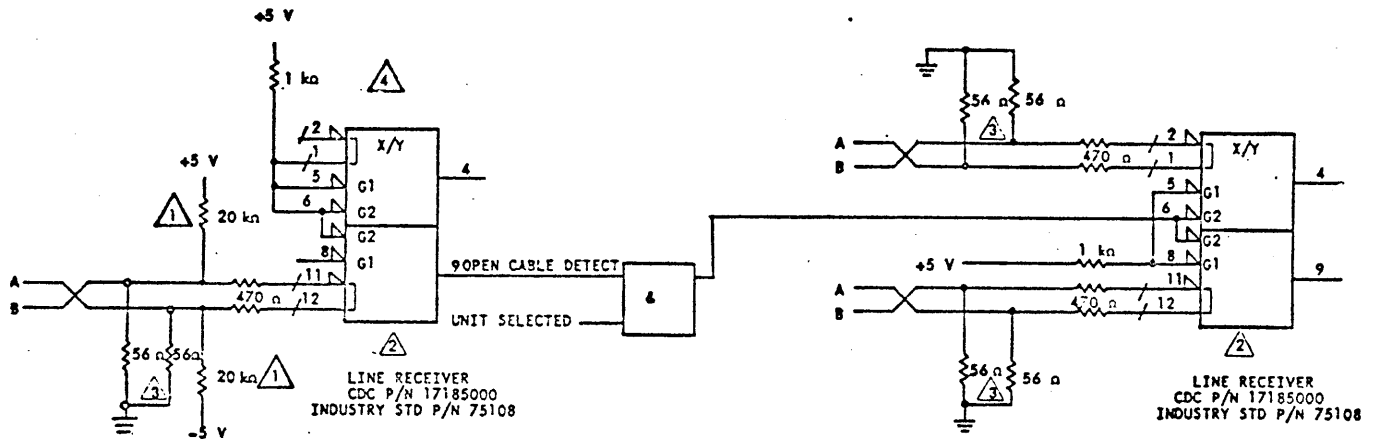 +5 V
1 kΩ
4
2
1
X/Y
5
G1
6
G2
G2
8
G1
4
+5 V
1
20 kΩ
A
B
11
470 Ω
12
9 OPEN CABLE DETECT
UNIT SELECTED
&
56 Ω
56Ω
3
20 kΩ
1
-5 V
2
LINE RECEIVER
CDC P/N 17185000
INDUSTRY STD P/N 75108
56 Ω
56 Ω
3
A
B
470 Ω
2
1
X/Y
5
G1
6
G2
G2
8
G1
4
+5 V
1 kΩ
A
B
470 Ω
11
12
9
56 Ω
56 Ω
3
2
LINE RECEIVER
CDC P/N 17185000
INDUSTRY STD P/N 75108